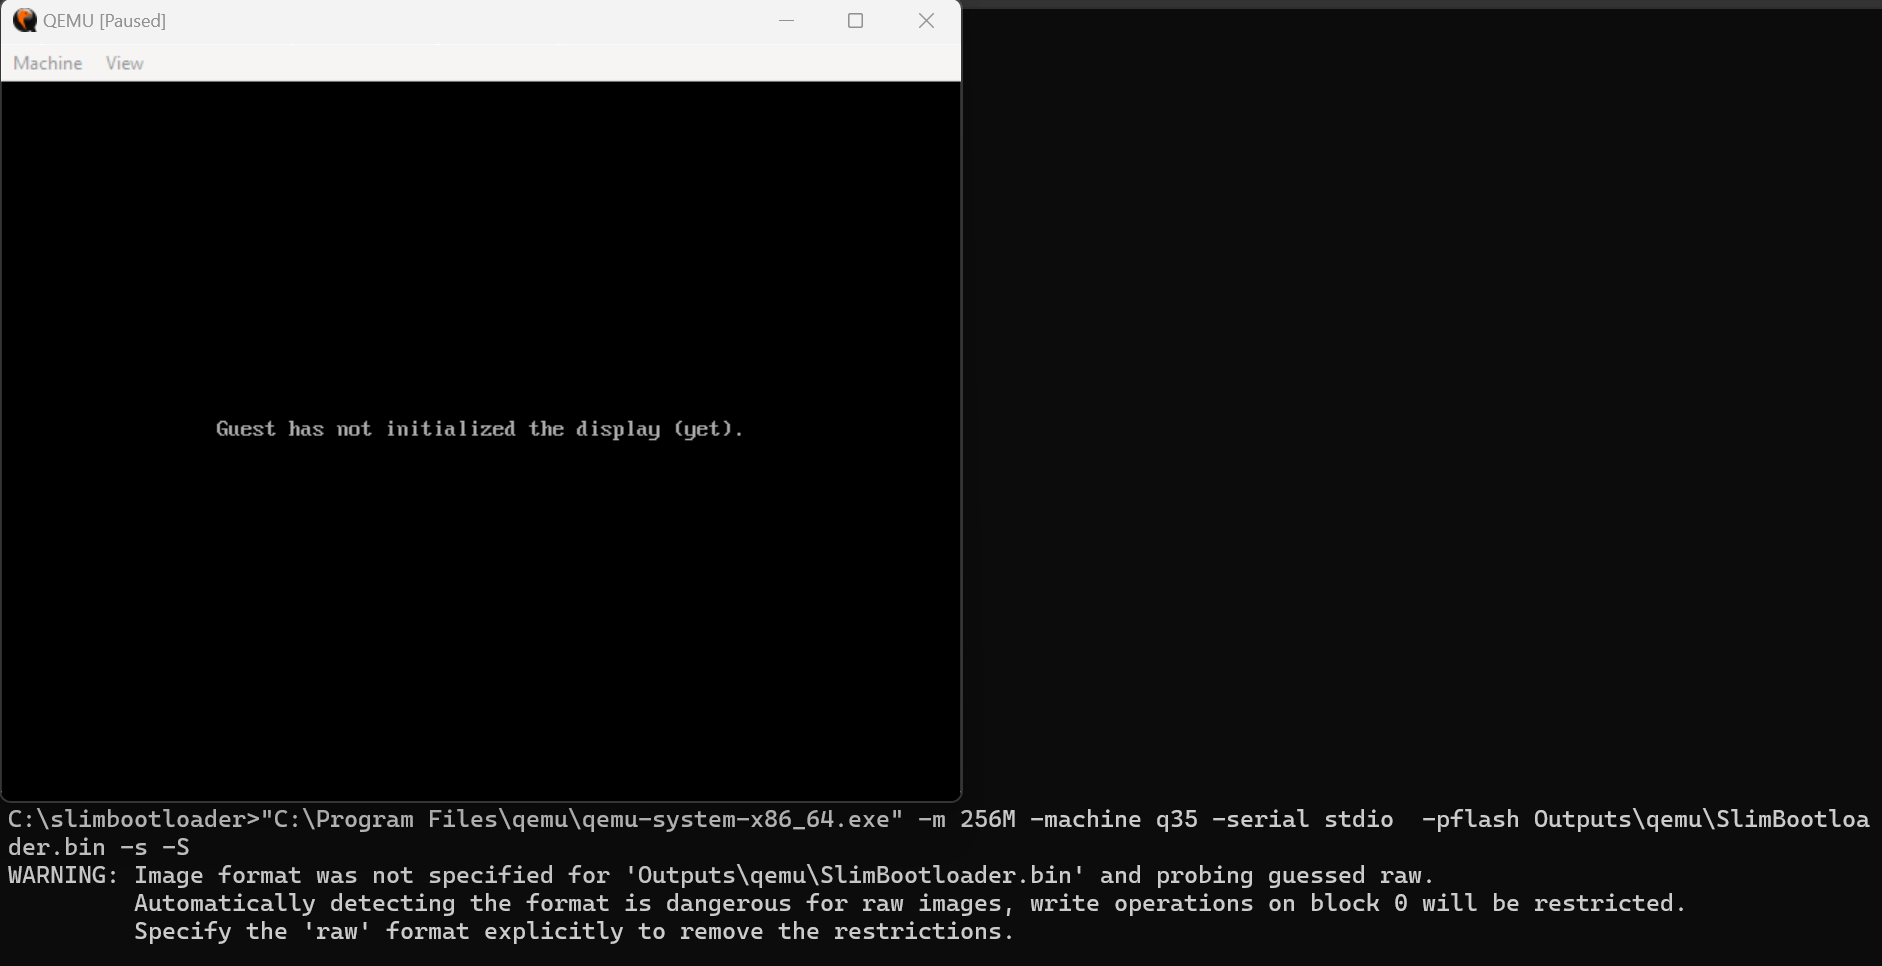 QEMU [Paused]
Machine View
Guest has not initialized the display (yet).
C:\slimbootloader>"C:\Program Files\qemu\qemu-system-x86_64.exe" -m 256M -machine q35 -serial stdio  -pflash Outputs\qemu\SlimBootloa
der.bin -s -S
WARNING: Image format was not specified for 'Outputs\qemu\SlimBootloader.bin' and probing guessed raw.
         Automatically detecting the format is dangerous for raw images, write operations on block 0 will be restricted.
         Specify the 'raw' format explicitly to remove the restrictions.